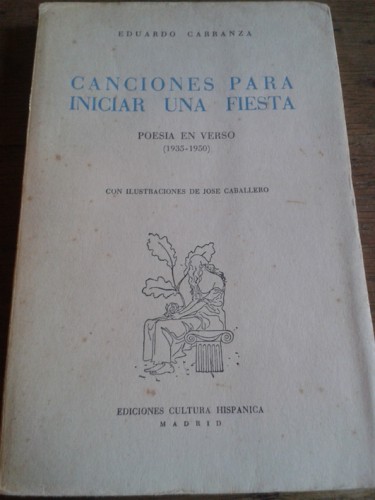 EDUARDO CARRANZA
CANCIONES PARA
INICIAR UNA FIESTA
POESIA EN VERSO
(1935-1950)
CON ILUSTRACIONES DE JOSE CABALLERO
EDICIONES CULTURA HISPANICA
MADRID